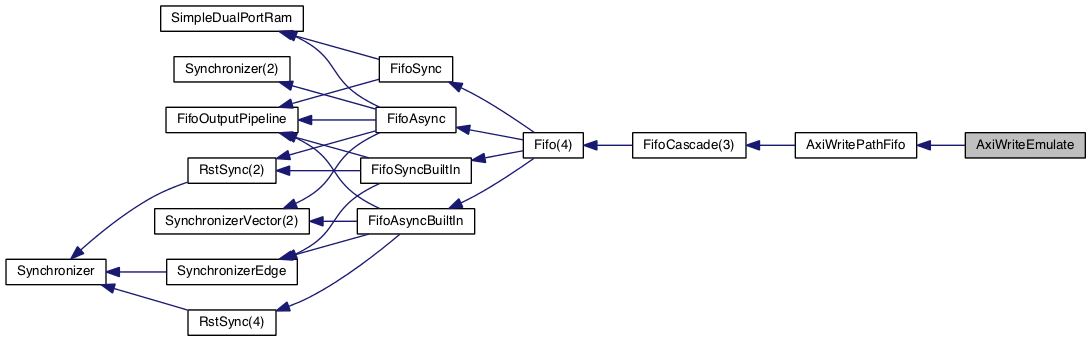 SimpleDualPortRam
Synchronizer(2)
FifoSync
FifoOutputPipeline
FifoAsync
Fifo(4)
FifoCascade(3)
AxiWritePathFifo
AxiWriteEmulate
RstSync(2)
FifoSyncBuiltIn
SynchronizerVector(2)
FifoAsyncBuiltIn
Synchronizer
SynchronizerEdge
RstSync(4)